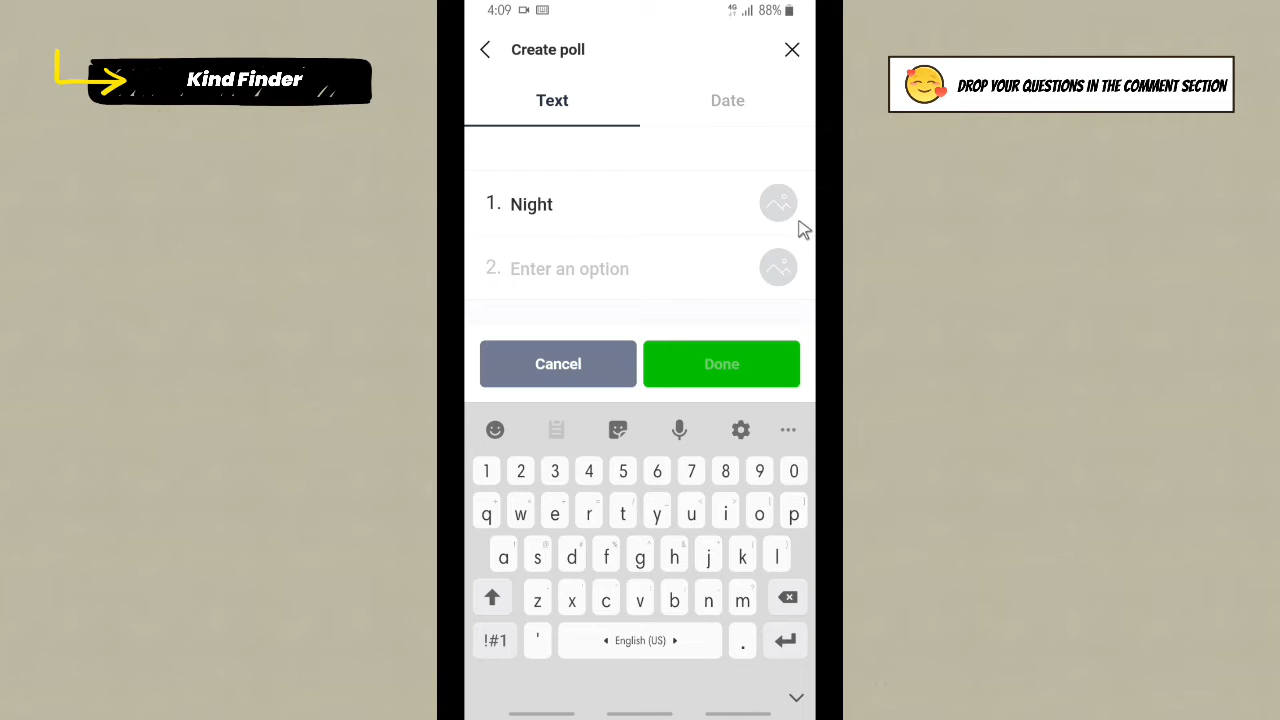 4:09
4G
88%
Kind Finder
DROP YOUR QUESTIONS IN THE COMMENT SECTION
Create poll
Text
Date
1. Night
2. Enter an option
Cancel
Done
1 2 3 4 5 6 7 8 9 0
q w e r t y u i o p
a s d f g h j k l
z x c v b n m
!#1 ' English (US) .